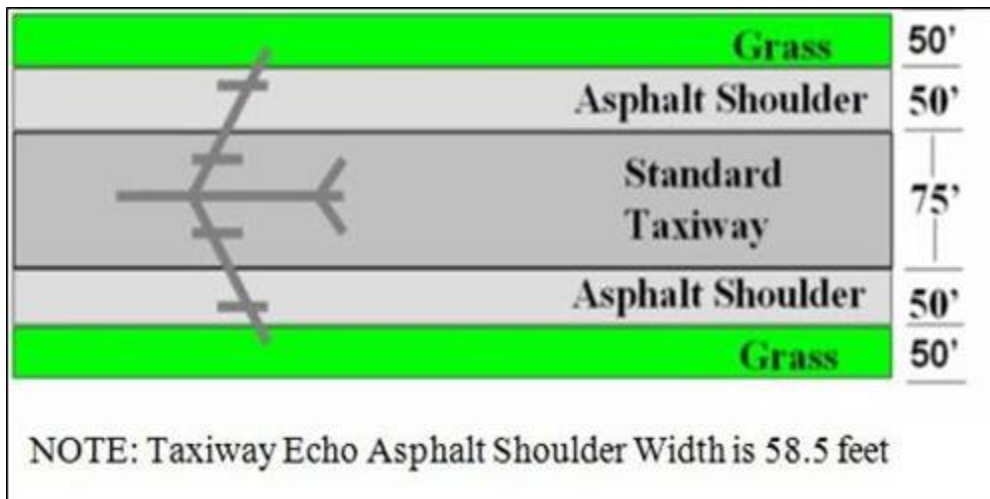 Grass 50’
Asphalt Shoulder 50’
Standard
Taxiway
75’
Asphalt Shoulder 50’
Grass 50’
NOTE: Taxiway Echo Asphalt Shoulder Width is 58.5 feet